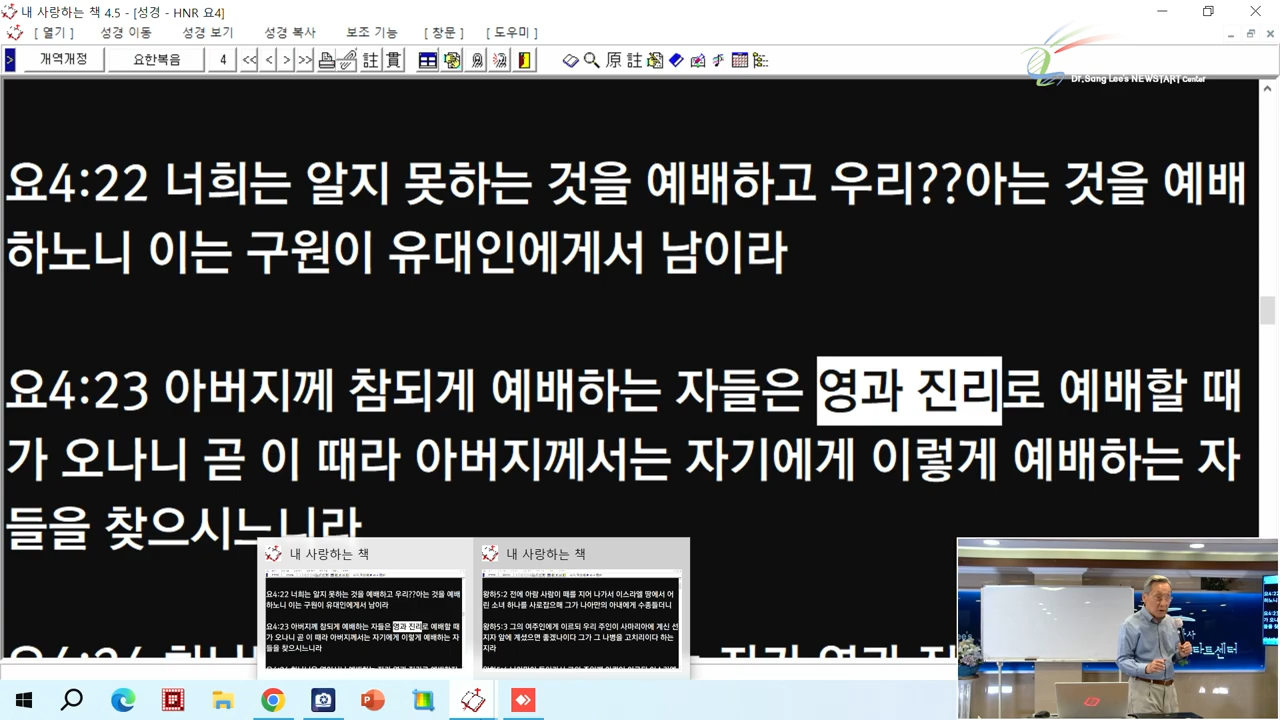 내 사랑하는 책 4.5 - [성경 - HNR 요4]
[ 열기 ] 성경 이동 성경 보기 성경 복사 보조 기능 [ 창문 ] [ 도우미 ]
개역개정 요한복음 4 << < > >> 註 貫 原 註
Dr.Sang Lee's NEWSTART Center
요4:22 너희는 알지 못하는 것을 예배하고 우리??아는 것을 예배
하노니 이는 구원이 유대인에게서 남이라
요4:23 아버지께 참되게 예배하는 자들은 영과 진리로 예배할 때
가 오나니 곧 이 때라 아버지께서는 자기에게 이렇게 예배하는 자
들을 찾으시느니라
내 사랑하는 책
요4:22 너희는 알지 못하는 것을 예배하고 우리??아는 것을 예배
하노니 이는 구원이 유대인에게서 남이라
요4:23 아버지께 참되게 예배하는 자들은 영과 진리로 예배할 때
가 오나니 곧 이 때라 아버지께서는 자기에게 이렇게 예배하는 자
들을 찾으시느니라
내 사랑하는 책
왕하5:2 전에 아람 사람이 떼를 지어 나가서 이스라엘 땅에서 어
린 소녀 하나를 사로잡으매 그가 나아만의 아내에게 수종들더니
왕하5:3 그의 여주인에게 이르되 우리 주인이 사마리아에 계신 선
지자 앞에 계셨으면 좋겠나이다 그가 그 나병을 고치리이다 하는
지라
타트센터